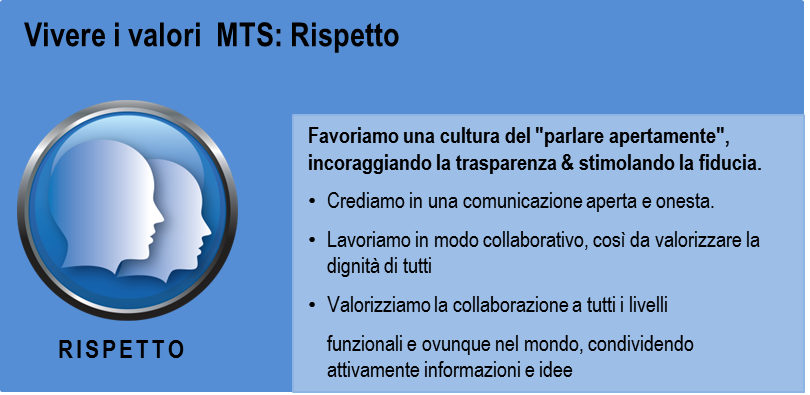 Vivere i valori  MTS: Rispetto
Favoriamo una cultura del "parlare apertamente",
incoraggiando la trasparenza & stimolando la fiducia.
• Crediamo in una comunicazione aperta e onesta.
• Lavoriamo in modo collaborativo, così da valorizzare la
dignità di tutti
• Valorizziamo la collaborazione a tutti i livelli
funzionali e ovunque nel mondo, condividendo
attivamente informazioni e idee
RISPETTO